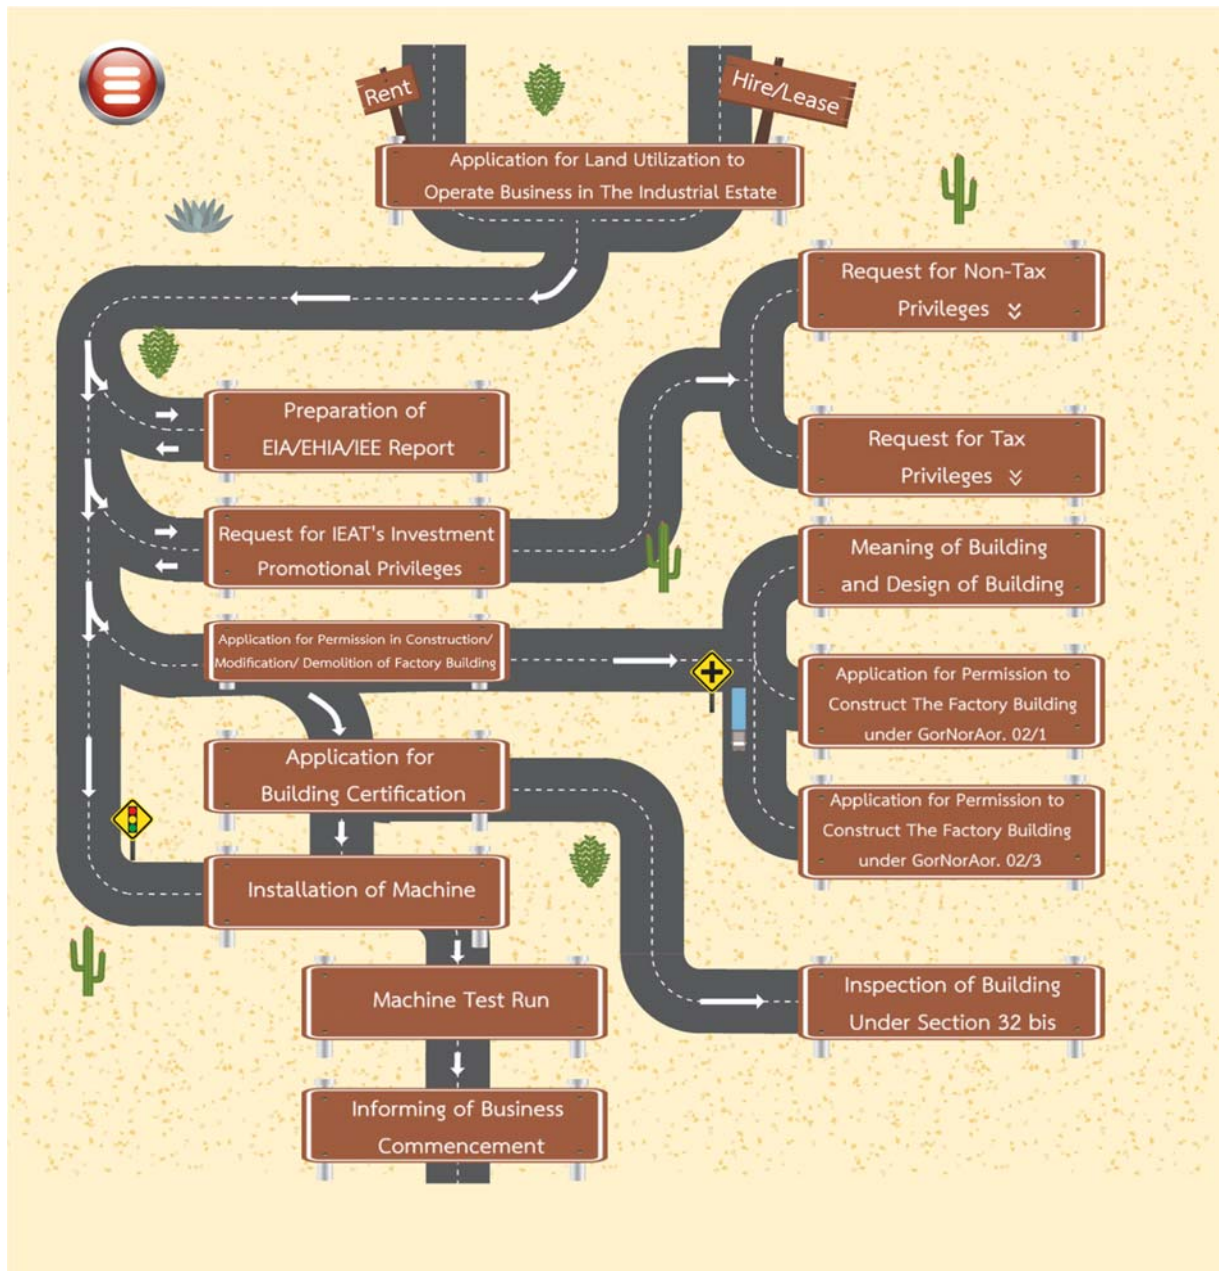 Rent
Hire/Lease
Application for Land Utilization to
Operate Business in The Industrial Estate
Request for Non-Tax
Privileges
Preparation of
EIA/EHIA/IEE Report
Request for Tax
Privileges
Request for IEAT's Investment
Promotional Privileges
Meaning of Building
and Design of Building
Application for Permission in Construction/
Modification/ Demolition of Factory Building
Application for Permission to
Construct The Factory Building
under GorNorAor. 02/1
Application for
Building Certification
Application for Permission to
Construct The Factory Building
under GorNorAor. 02/3
Installation of Machine
Machine Test Run
Inspection of Building
Under Section 32 bis
Informing of Business
Commencement